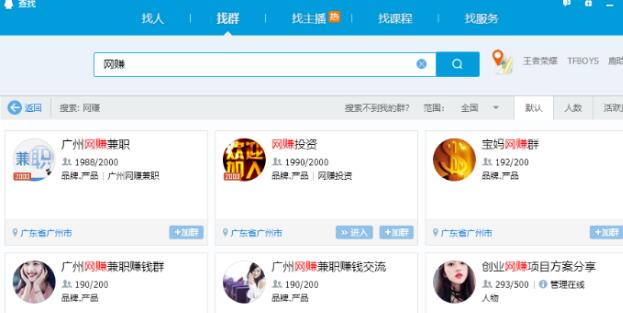 查找
找人 找群 找主播 热 找课程 找服务
网赚
王者荣耀 TFBOYS
返回 搜索: 网赚 搜索不到我的群? 范围: 全国 默认 人数 活跃
广州网赚兼职
兼职
2000
1988/2000
品牌.产品 | 广州网赚兼职
广东省广州市 +加群
网赚投资
欢迎加入
2000
1990/2000
品牌.产品 | 网赚投资
进入 +加群
宝妈网赚群
192/200
品牌.产品
广东省广州市 +加群
广州网赚兼职赚钱群
190/200
品牌.产品
广州网赚兼职赚钱交流
190/200
品牌.产品
创业网赚项目方案分享
293/500 | 管理在线
人物